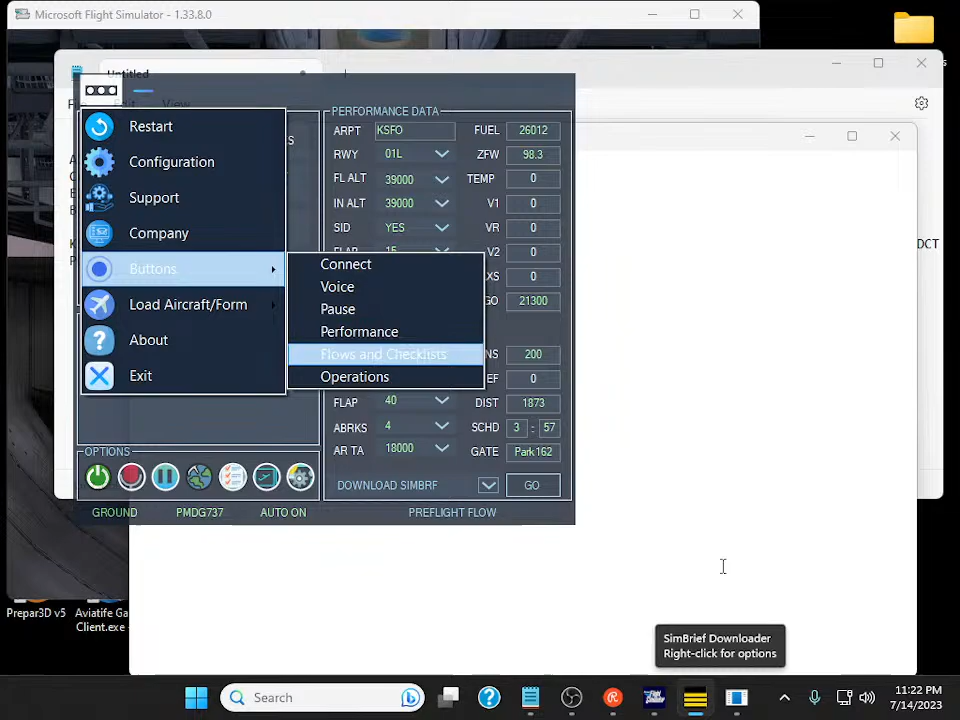 Microsoft Flight Simulator - 1.33.8.0
Untitled
Edit
View
Restart
Configuration
Support
Company
Buttons
Load Aircraft/Form
About
Exit
Connect
Voice
Pause
Performance
Flows and Checklists
Operations
PERFORMANCE DATA
ARPT KSFO FUEL 26012
RWY 01L ZFW 98.3
FL ALT 39000 TEMP 0
IN ALT 39000 V1 0
SID YES VR 0
V2 0
0
21300
200
0
FLAP 40 DIST 1873
ABRKS 4 SCHD 3 : 57
AR TA 18000 GATE Park162
DOWNLOAD SIMBRF GO
OPTIONS
GROUND PMDG737 AUTO ON PREFLIGHT FLOW
DCT
Prepar3D v5
Aviatife Ga
Client.exe -
SimBrief Downloader
Right-click for options
Search
11:22 PM
7/14/2023